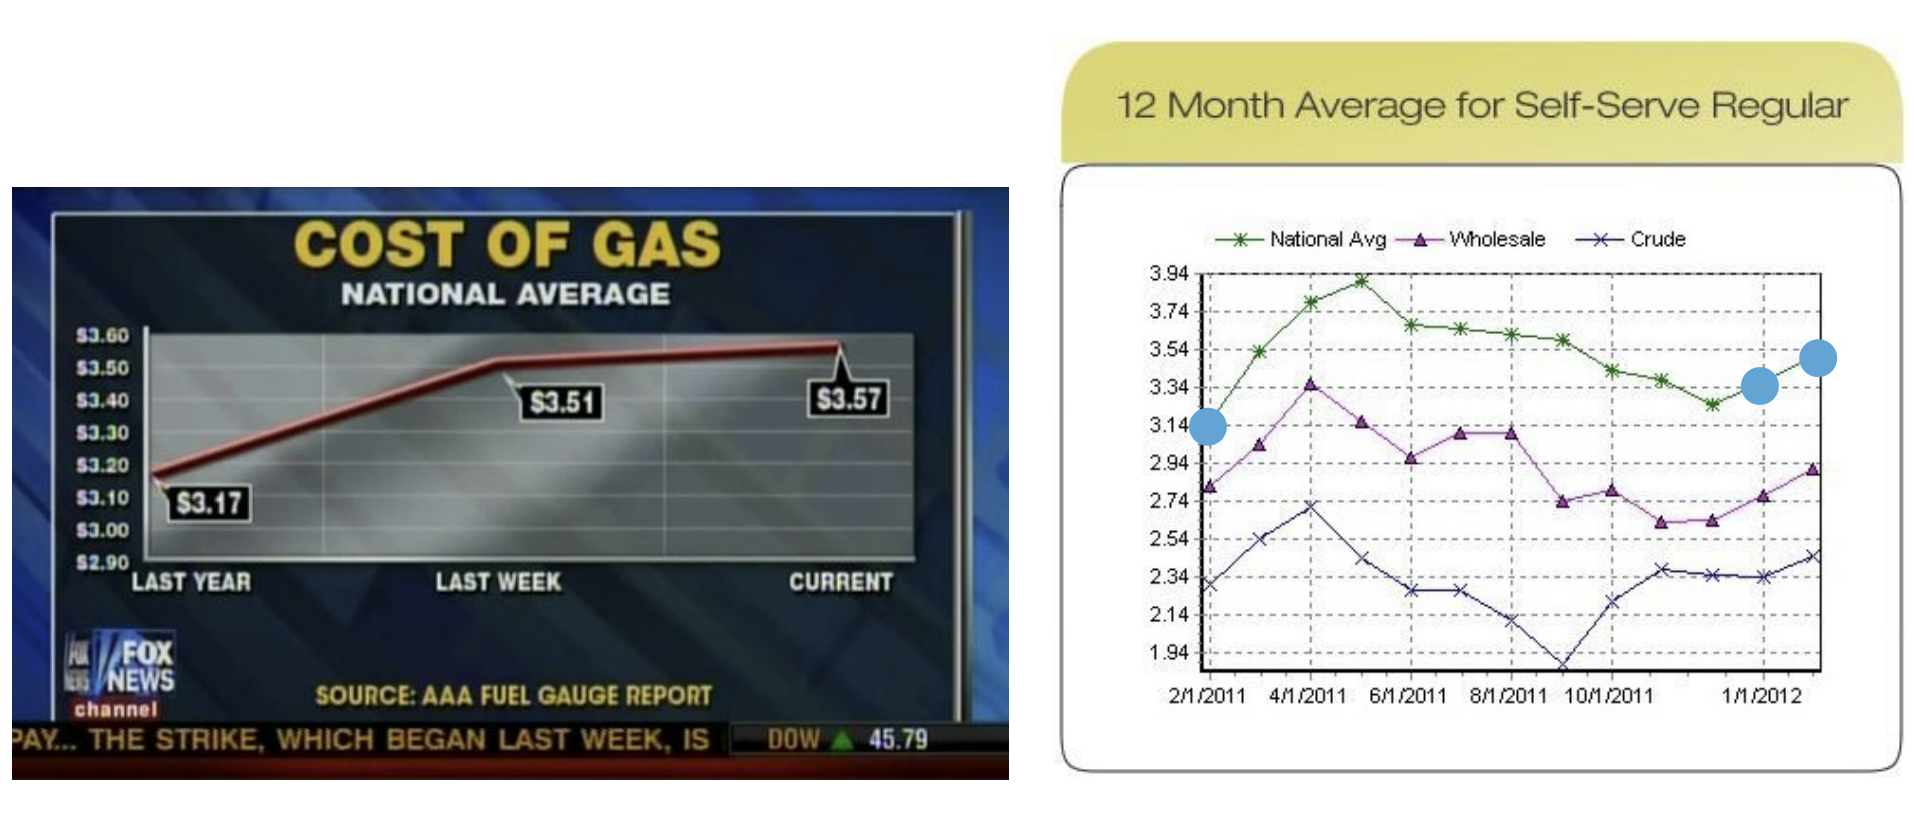 COST OF GAS
NATIONAL AVERAGE
$3.60
$3.50
$3.40
$3.30
$3.20
$3.10
$3.00
$2.90
$3.17
$3.51
$3.57
LAST YEAR LAST WEEK CURRENT
FOX
NEWS
channel
SOURCE: AAA FUEL GAUGE REPORT
PAY... THE STRIKE, WHICH BEGAN LAST WEEK, IS DOW ▲ 45.79
12 Month Average for Self-Serve Regular
National Avg Wholesale Crude
3.94
3.74
3.54
3.34
3.14
2.94
2.74
2.54
2.34
2.14
1.94
2/1/2011 4/1/2011 6/1/2011 8/1/2011 10/1/2011 1/1/2012